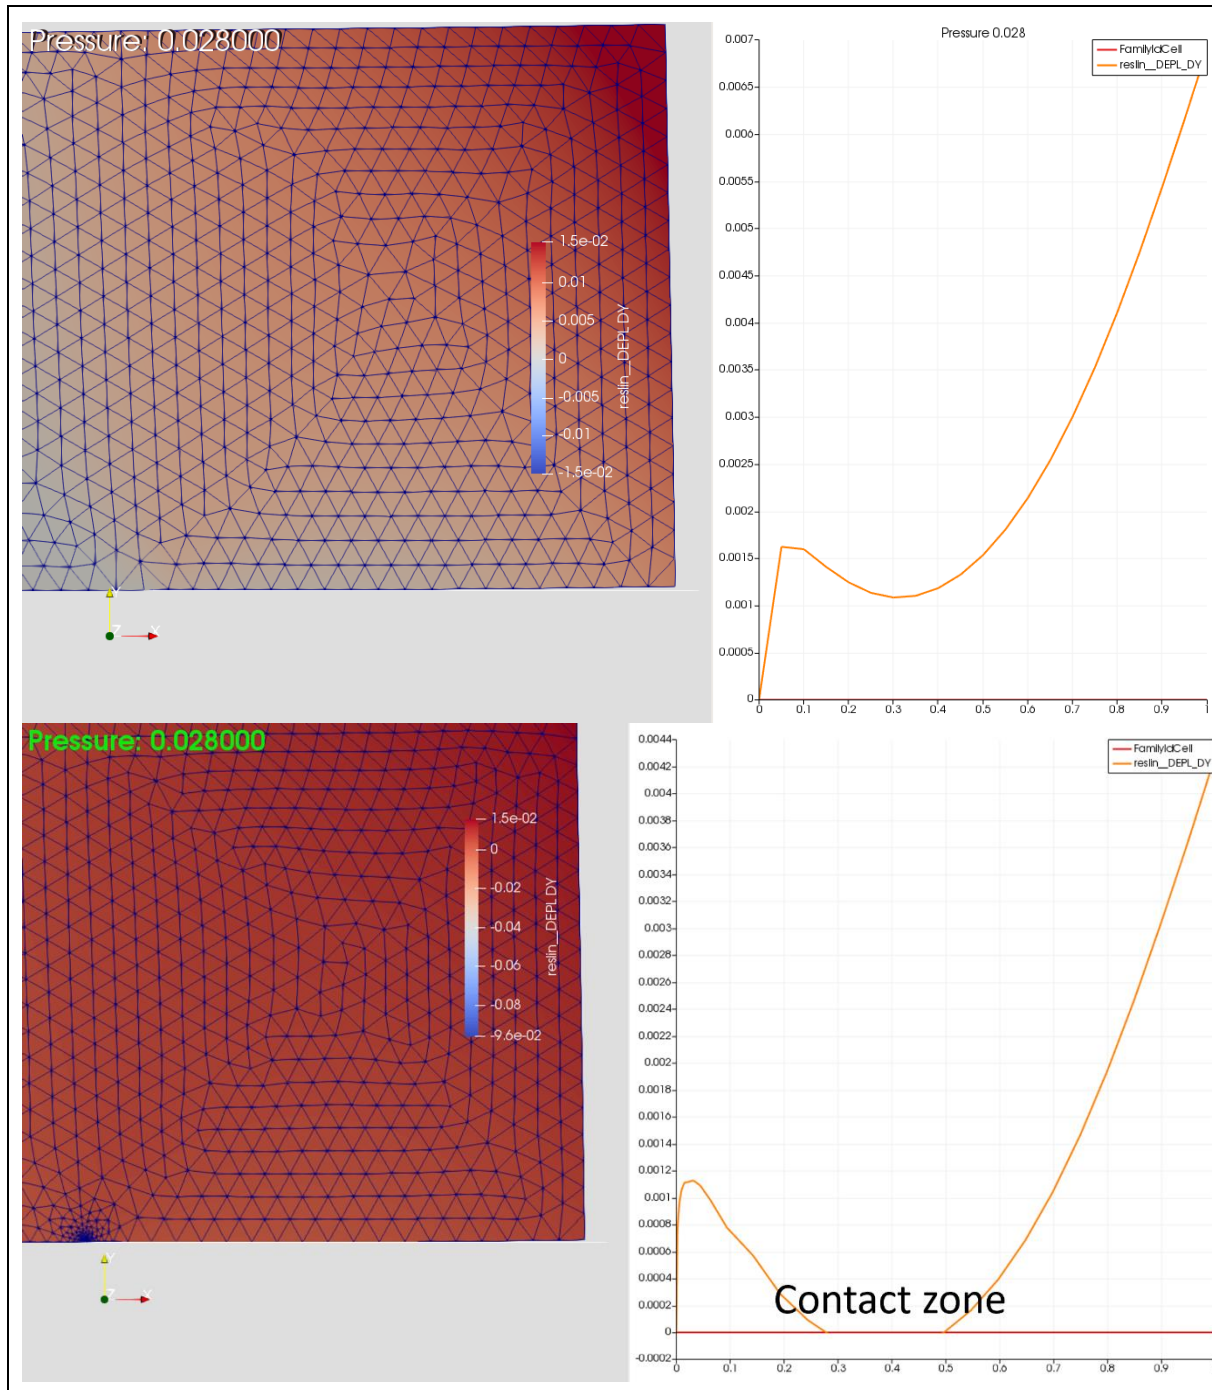 Pressure: 0.028000
1.5e-02
0.01
0.005
0
-0.005
-0.01
-1.5e-02
reslin__DEPL DY
Y
Z
X
Pressure 0.028
FamilyIdCell
reslin__DEPL_DY
0.007
0.0065
0.006
0.0055
0.005
0.0045
0.004
0.0035
0.003
0.0025
0.002
0.0015
0.001
0.0005
0
0 0.1 0.2 0.3 0.4 0.5 0.6 0.7 0.8 0.9 1
Pressure: 0.028000
1.5e-02
0
-0.02
-0.04
-0.06
-0.08
-9.6e-02
reslin__DEPL DY
Y
Z
X
FamilyIdCell
reslin__DEPL_DY
0.0044
0.0042
0.004
0.0038
0.0036
0.0034
0.0032
0.003
0.0028
0.0026
0.0024
0.0022
0.002
0.0018
0.0016
0.0014
0.0012
0.001
0.0008
0.0006
0.0004
0.0002
0
-0.0002
Contact zone
0 0.1 0.2 0.3 0.4 0.5 0.6 0.7 0.8 0.9